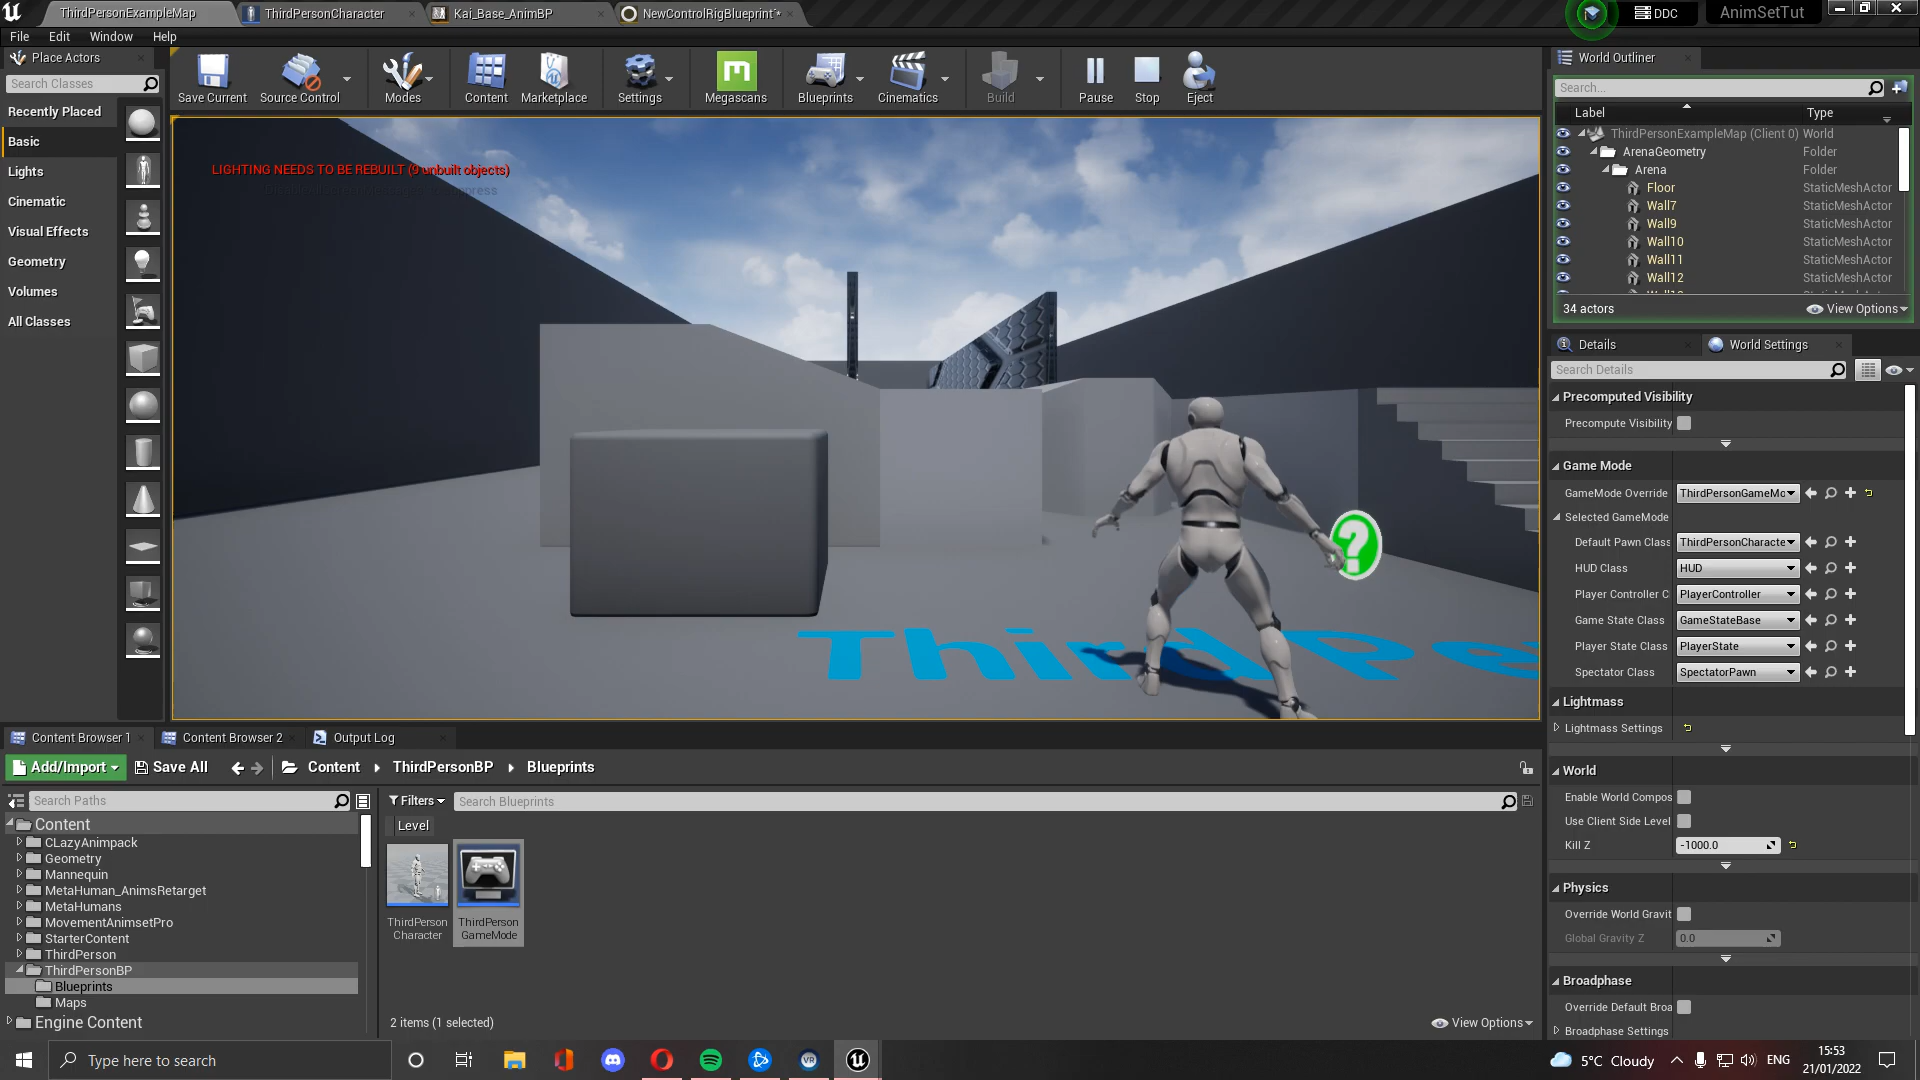 ThirdPersonExampleMap
ThirdPersonCharacter
Kai_Base_AnimBP
NewControlRigBlueprint*
DDC
AnimSetTut
File Edit Window Help
Place Actors
Search Classes
Recently Placed
Basic
Lights
Cinematic
Visual Effects
Geometry
Volumes
All Classes
Save Current
Source Control
Modes
Content
Marketplace
Settings
Megascans
Blueprints
Cinematics
Build
Pause
Stop
Eject
LIGHTING NEEDS TO BE REBUILT (9 unbuilt objects)
ThirdPe
World Outliner
Search...
Label Type
ThirdPersonExampleMap (Client 0) World
ArenaGeometry Folder
Arena Folder
Floor StaticMeshActor
Wall7 StaticMeshActor
Wall9 StaticMeshActor
Wall10 StaticMeshActor
Wall11 StaticMeshActor
Wall12 StaticMeshActor
34 actors
View Options
Details
World Settings
Search Details
Precomputed Visibility
Precompute Visibility
Game Mode
GameMode Override ThirdPersonGameMo
Selected GameMode
Default Pawn Class ThirdPersonCharacte
HUD Class HUD
Player Controller C PlayerController
Game State Class GameStateBase
Player State Class PlayerState
Spectator Class SpectatorPawn
Lightmass
Lightmass Settings
World
Enable World Compos
Use Client Side Level
Kill Z -1000.0
Physics
Override World Gravit
Global Gravity Z 0.0
Broadphase
Override Default Broa
Broadphase Settings
Content Browser 1
Content Browser 2
Output Log
Add/Import
Save All
Content
ThirdPersonBP
Blueprints
Search Paths
Filters
Search Blueprints
Level
Content
CLazyAnimpack
Geometry
Mannequin
MetaHuman_AnimsRetarget
MetaHumans
MovementAnimsetPro
StarterContent
ThirdPerson
ThirdPersonBP
Blueprints
Maps
Engine Content
ThirdPerson
Character
ThirdPerson
GameMode
2 items (1 selected)
View Options
Type here to search
5°C Cloudy
ENG
15:53
21/01/2022